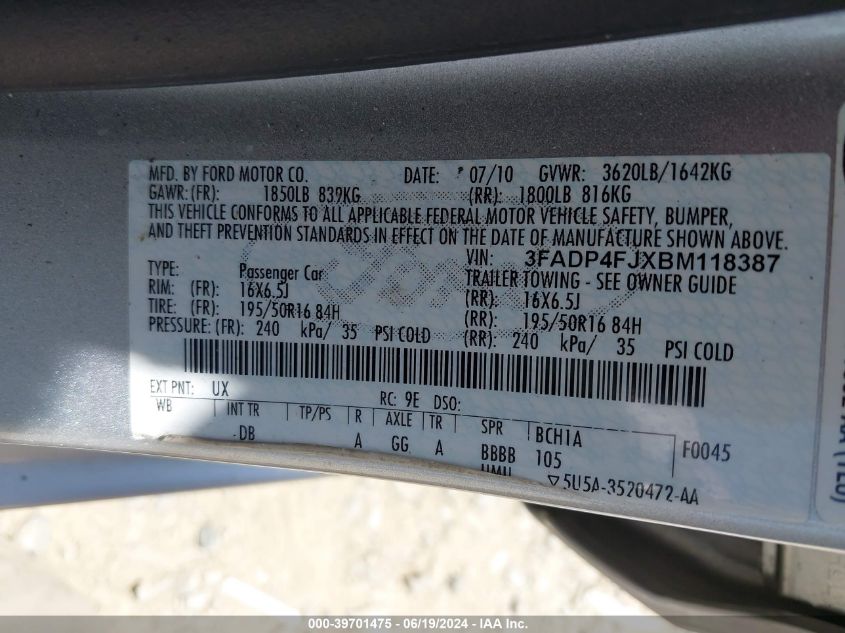 MFD. BY FORD MOTOR CO. DATE: 07/10 GVWR: 3620LB/1642KG
GAWR: (FR): 1850LB 839KG (RR): 1800LB 816KG
THIS VEHICLE CONFORMS TO ALL APPLICABLE FEDERAL MOTOR VEHICLE SAFETY, BUMPER,
AND THEFT PREVENTION STANDARDS IN EFFECT ON THE DATE OF MANUFACTURE SHOWN ABOVE.
VIN: 3FADP4FJXBM118387
TYPE: Passenger Car TRAILER TOWING - SEE OWNER GUIDE
RIM: (FR): 16X6.5J (RR): 16X6.5J
TIRE: (FR): 195/50R16 84H (RR): 195/50R16 84H
PRESSURE: (FR): 240 kPa/ 35 PSI COLD (RR): 240 kPa/ 35 PSI COLD
EXT PNT: UX RC: 9E DSO:
WB INT TR TP/PS R AXLE TR SPR BCH1A F0045
DB A GG A BBBB 105
UMU ▽5U5A-3520472-AA
000-39701475 - 06/19/2024 - IAA Inc.